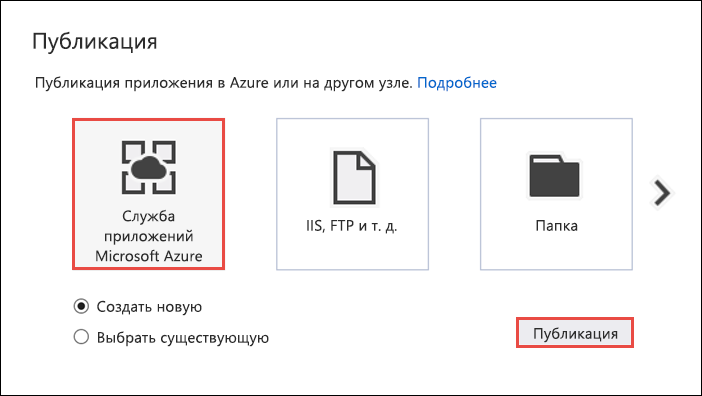 Публикация
Публикация приложения в Azure или на другом узле. Подробнее
Служба
приложений
Microsoft Azure
IIS, FTP и т. д.
Папка
Создать новую
Выбрать существующую
Публикация